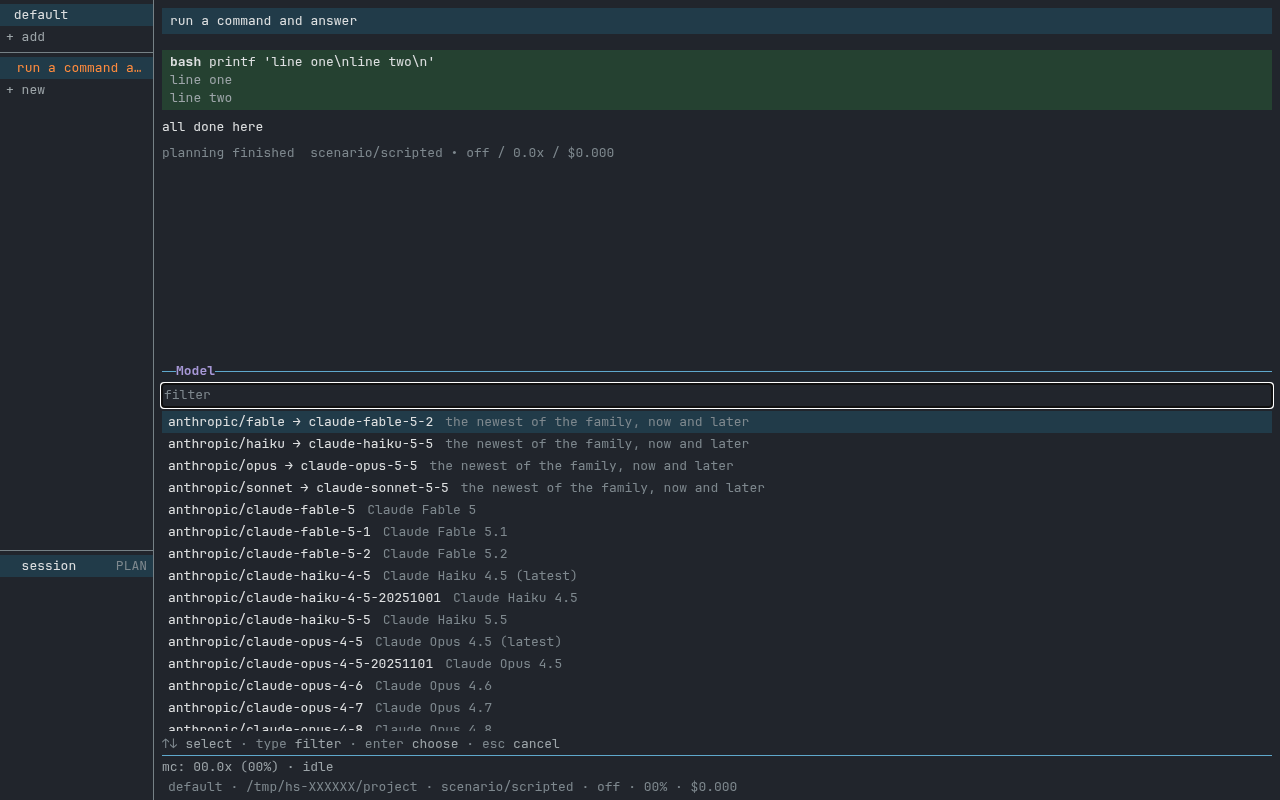 default
+ add
run a command a…
+ new
session PLAN
run a command and answer
bash printf 'line one\nline two\n'
line one
line two
all done here
planning finished scenario/scripted • off / 0.0x / $0.000
Model
filter
anthropic/fable → claude-fable-5-2 the newest of the family, now and later
anthropic/haiku → claude-haiku-5-5 the newest of the family, now and later
anthropic/opus → claude-opus-5-5 the newest of the family, now and later
anthropic/sonnet → claude-sonnet-5-5 the newest of the family, now and later
anthropic/claude-fable-5 Claude Fable 5
anthropic/claude-fable-5-1 Claude Fable 5.1
anthropic/claude-fable-5-2 Claude Fable 5.2
anthropic/claude-haiku-4-5 Claude Haiku 4.5 (latest)
anthropic/claude-haiku-4-5-20251001 Claude Haiku 4.5
anthropic/claude-haiku-5-5 Claude Haiku 5.5
anthropic/claude-opus-4-5 Claude Opus 4.5 (latest)
anthropic/claude-opus-4-5-20251101 Claude Opus 4.5
anthropic/claude-opus-4-6 Claude Opus 4.6
anthropic/claude-opus-4-7 Claude Opus 4.7
anthropic/claude-opus-4-8 Claude Opus 4.8
↑↓ select · type filter · enter choose · esc cancel
mc: 00.0x (00%) · idle
default · /tmp/hs-XXXXXX/project · scenario/scripted · off · 00% · $0.000